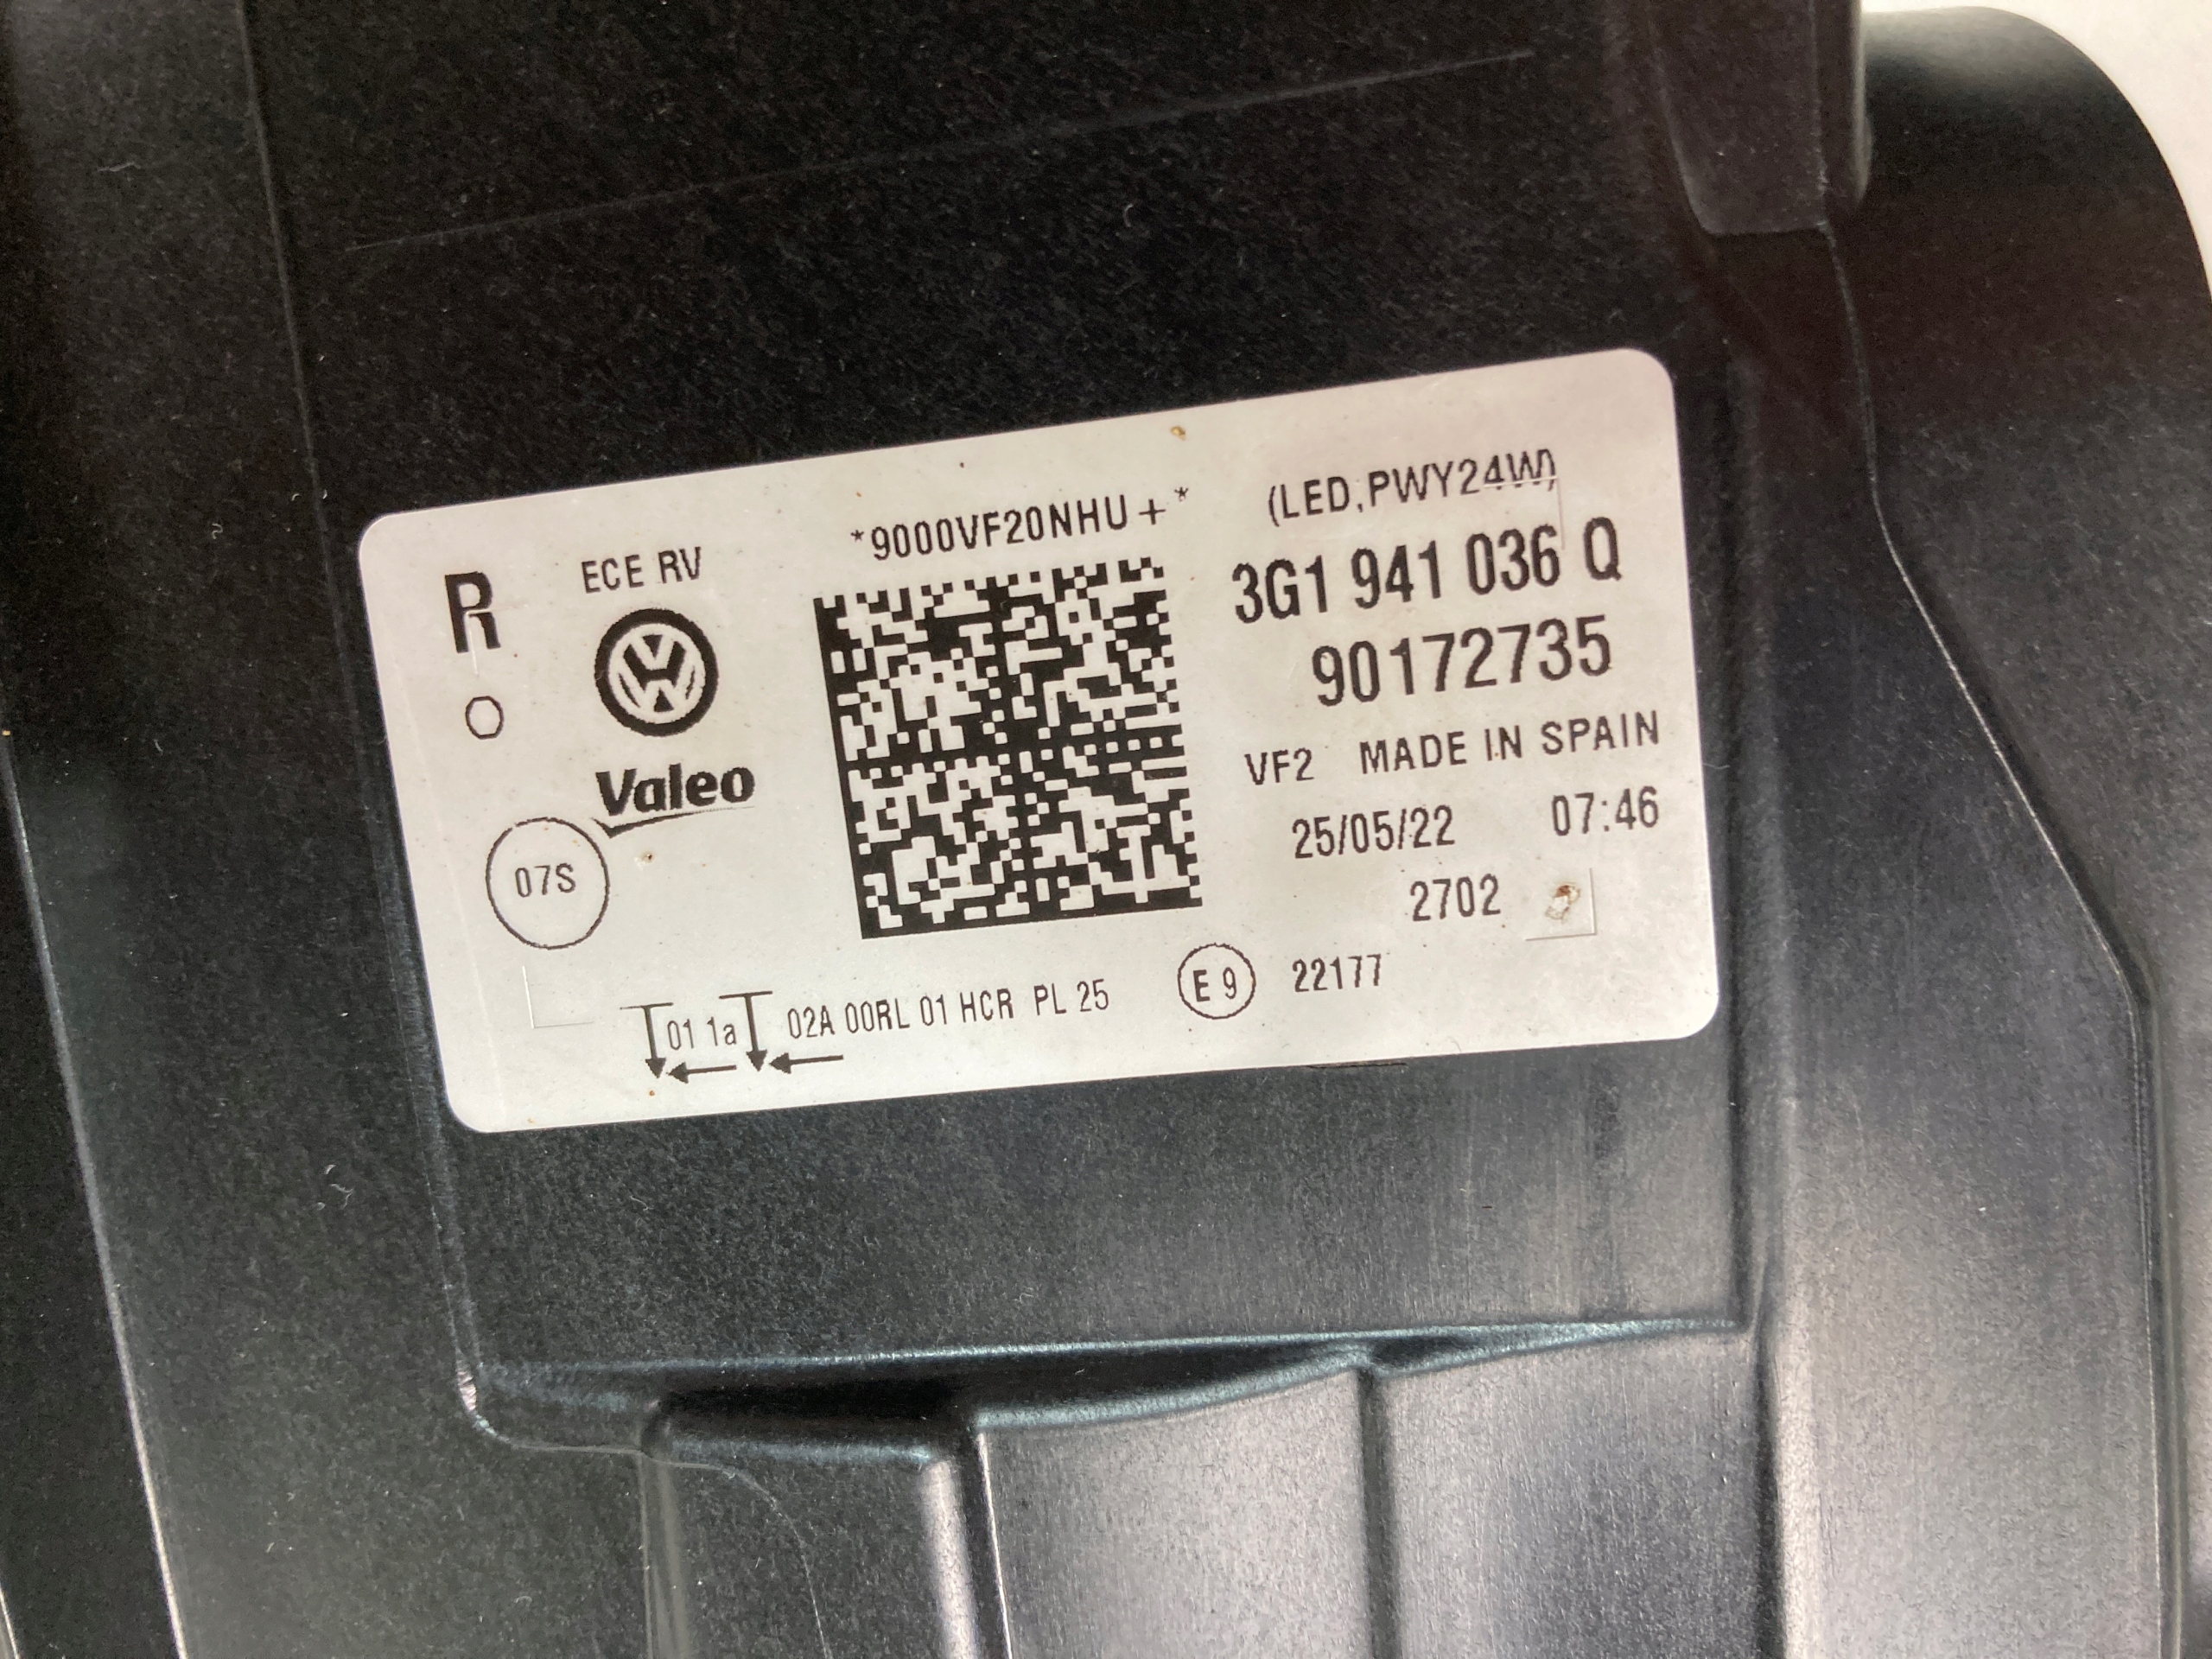 R
ECE RV
*9000VF20NHU+*
(LED,PWY24W)
3G1 941 036 Q
90172735
Valeo
VF2 MADE IN SPAIN
25/05/22 07:46
07S
2702
01 1a 02A 00RL 01 HCR PL 25 E 9 22177